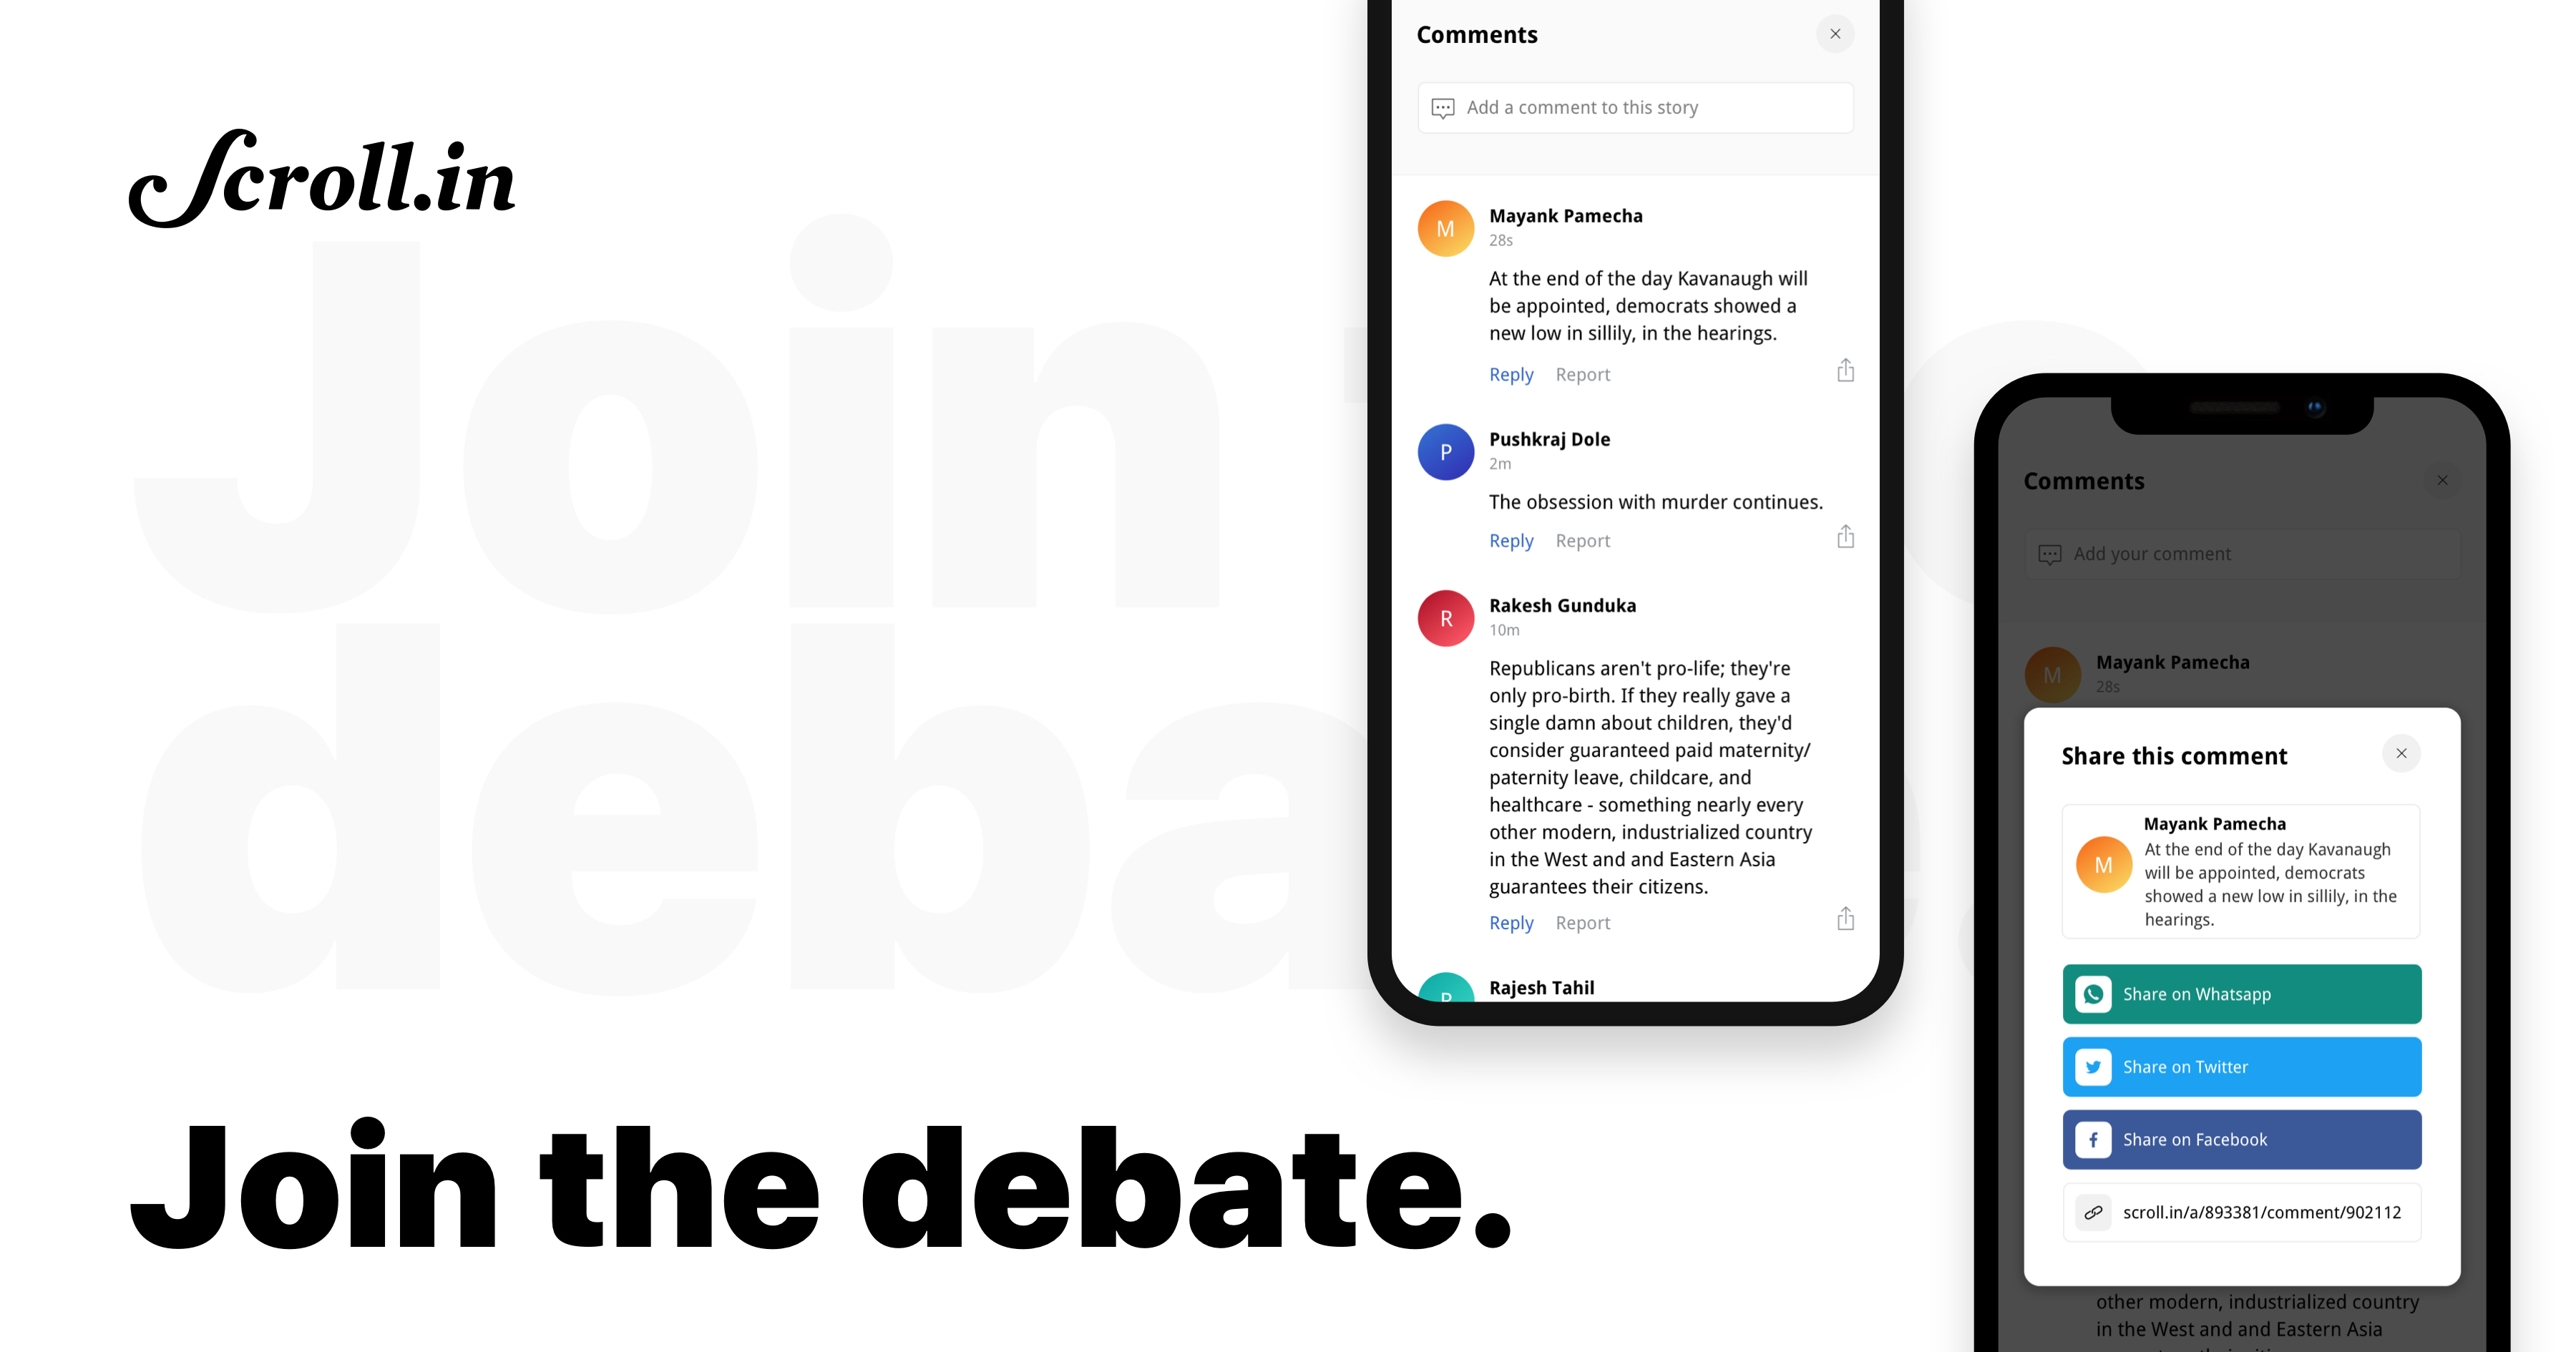 Scroll.in
Join the debate.
Comments
Add a comment to this story
M
Mayank Pamecha
28s
At the end of the day Kavanaugh will
be appointed, democrats showed a
new low in sillily, in the hearings.
Reply Report
P
Pushkraj Dole
2m
The obsession with murder continues.
Reply Report
R
Rakesh Gunduka
10m
Republicans aren't pro-life; they're
only pro-birth. If they really gave a
single damn about children, they'd
consider guaranteed paid maternity/
paternity leave, childcare, and
healthcare - something nearly every
other modern, industrialized country
in the West and and Eastern Asia
guarantees their citizens.
Reply Report
R
Rajesh Tahil
Comments
Add your comment
M
Mayank Pamecha
28s
Share this comment
M
Mayank Pamecha
At the end of the day Kavanaugh
will be appointed, democrats
showed a new low in sillily, in the
hearings.
Share on Whatsapp
Share on Twitter
Share on Facebook
scroll.in/a/893381/comment/902112
other modern, industrialized country
in the West and and Eastern Asia
Join
deba